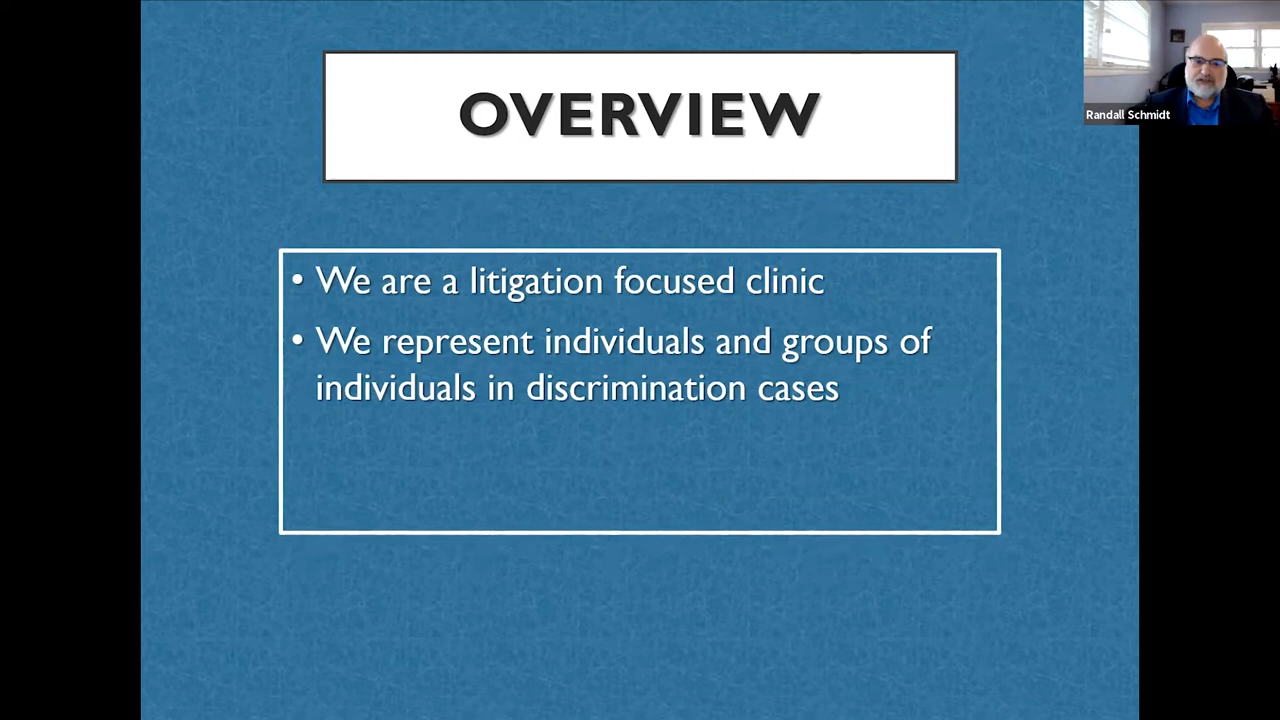 OVERVIEW
Randall Schmidt
• We are a litigation focused clinic
• We represent individuals and groups of
individuals in discrimination cases